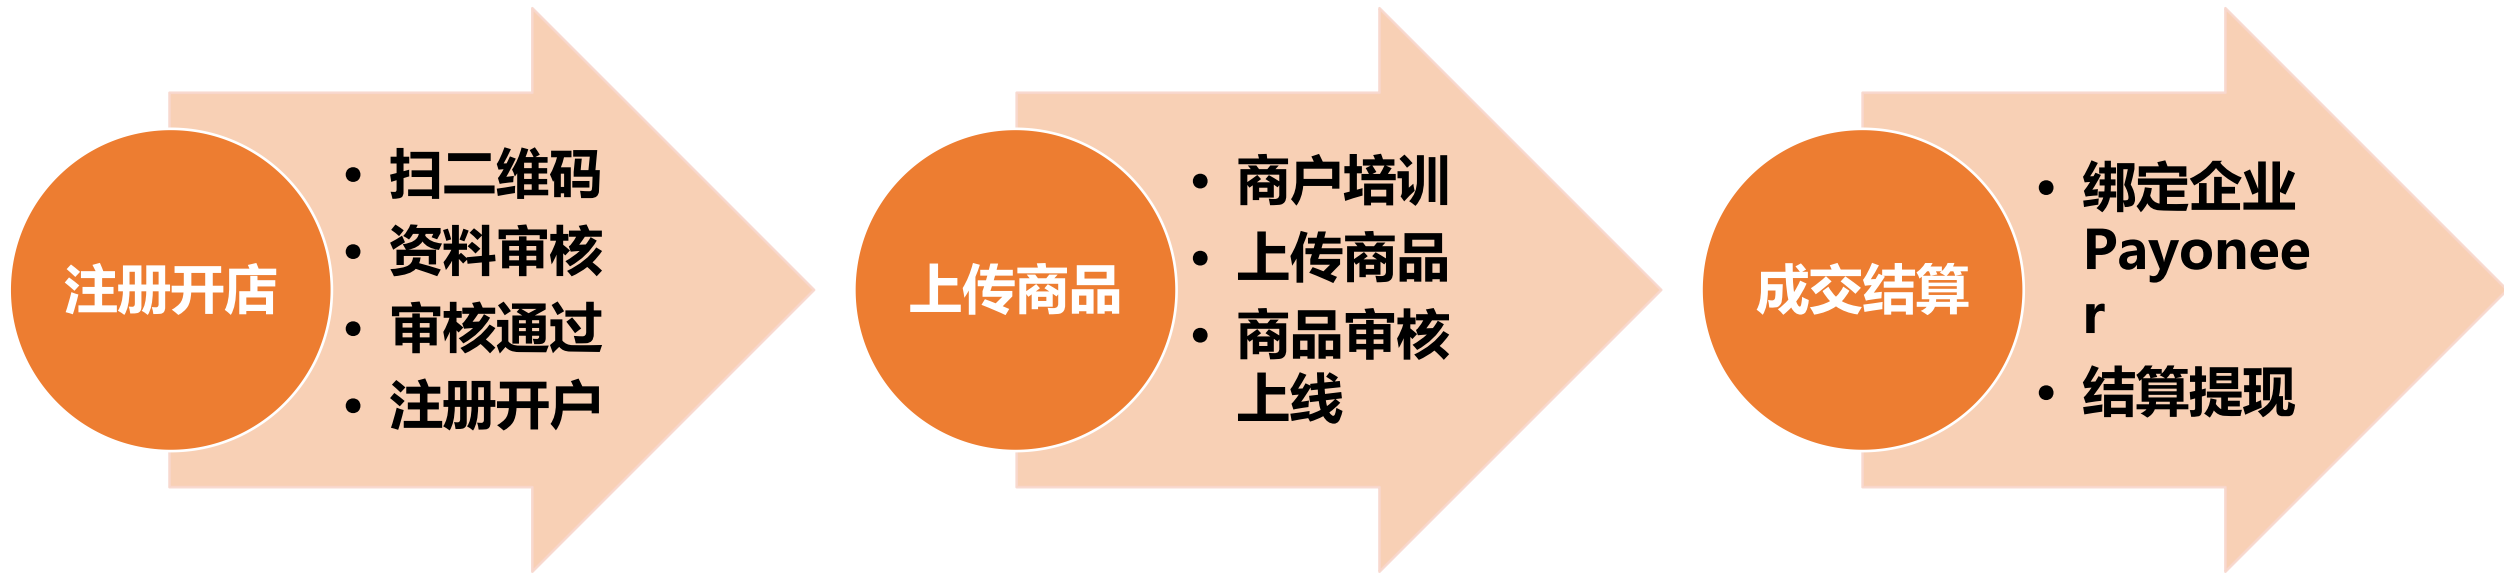 注册开店
• 扫二维码
• 资料审核
• 审核通过
• 注册开户
上传商品
• 商户培训
• 上传商品
• 商品审核
上线
成交结算
• 绑定企业
Payonee
r
• 结算提现